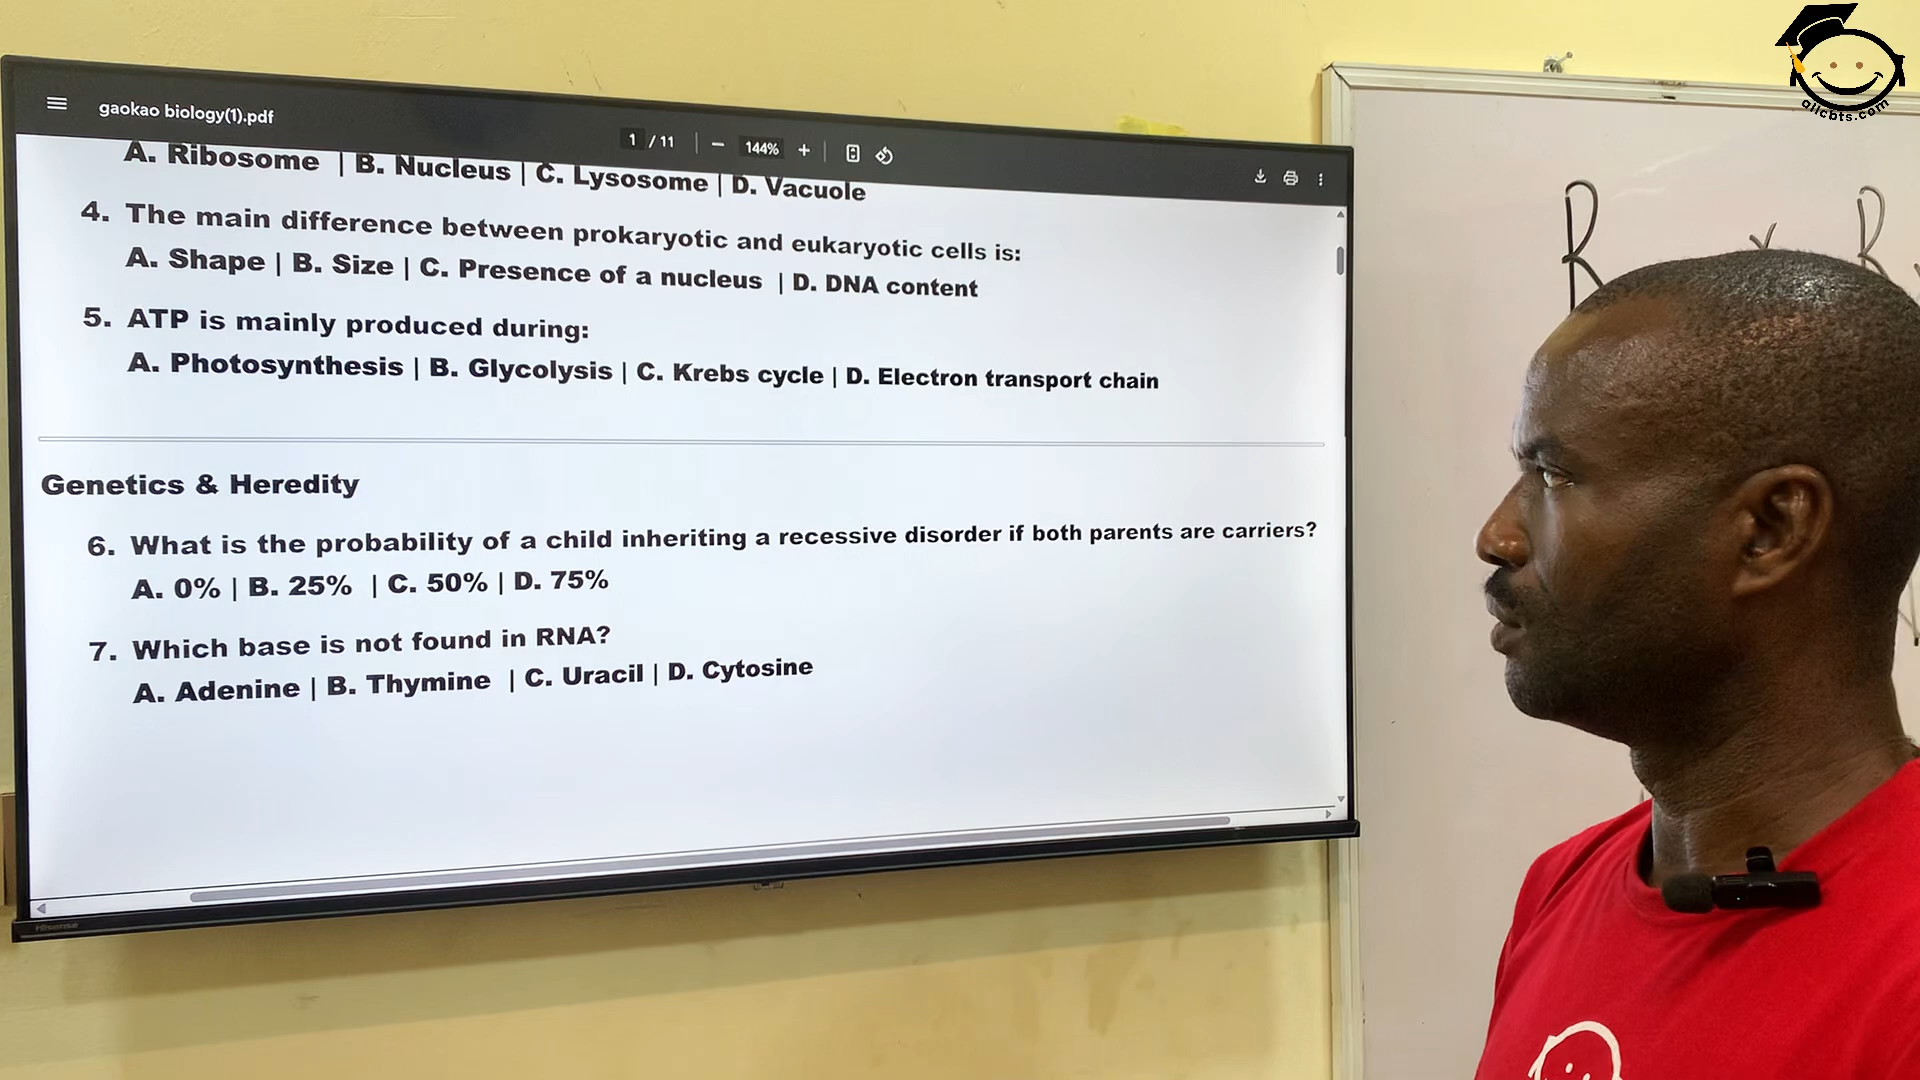 allcbts.com
gaokao biology(1).pdf
1 / 11
144%
A. Ribosome | B. Nucleus | C. Lysosome | D. Vacuole
4. The main difference between prokaryotic and eukaryotic cells is:
A. Shape | B. Size | C. Presence of a nucleus | D. DNA content
5. ATP is mainly produced during:
A. Photosynthesis | B. Glycolysis | C. Krebs cycle | D. Electron transport chain
Genetics & Heredity
6. What is the probability of a child inheriting a recessive disorder if both parents are carriers?
A. 0% | B. 25% | C. 50% | D. 75%
7. Which base is not found in RNA?
A. Adenine | B. Thymine | C. Uracil | D. Cytosine
Hisense